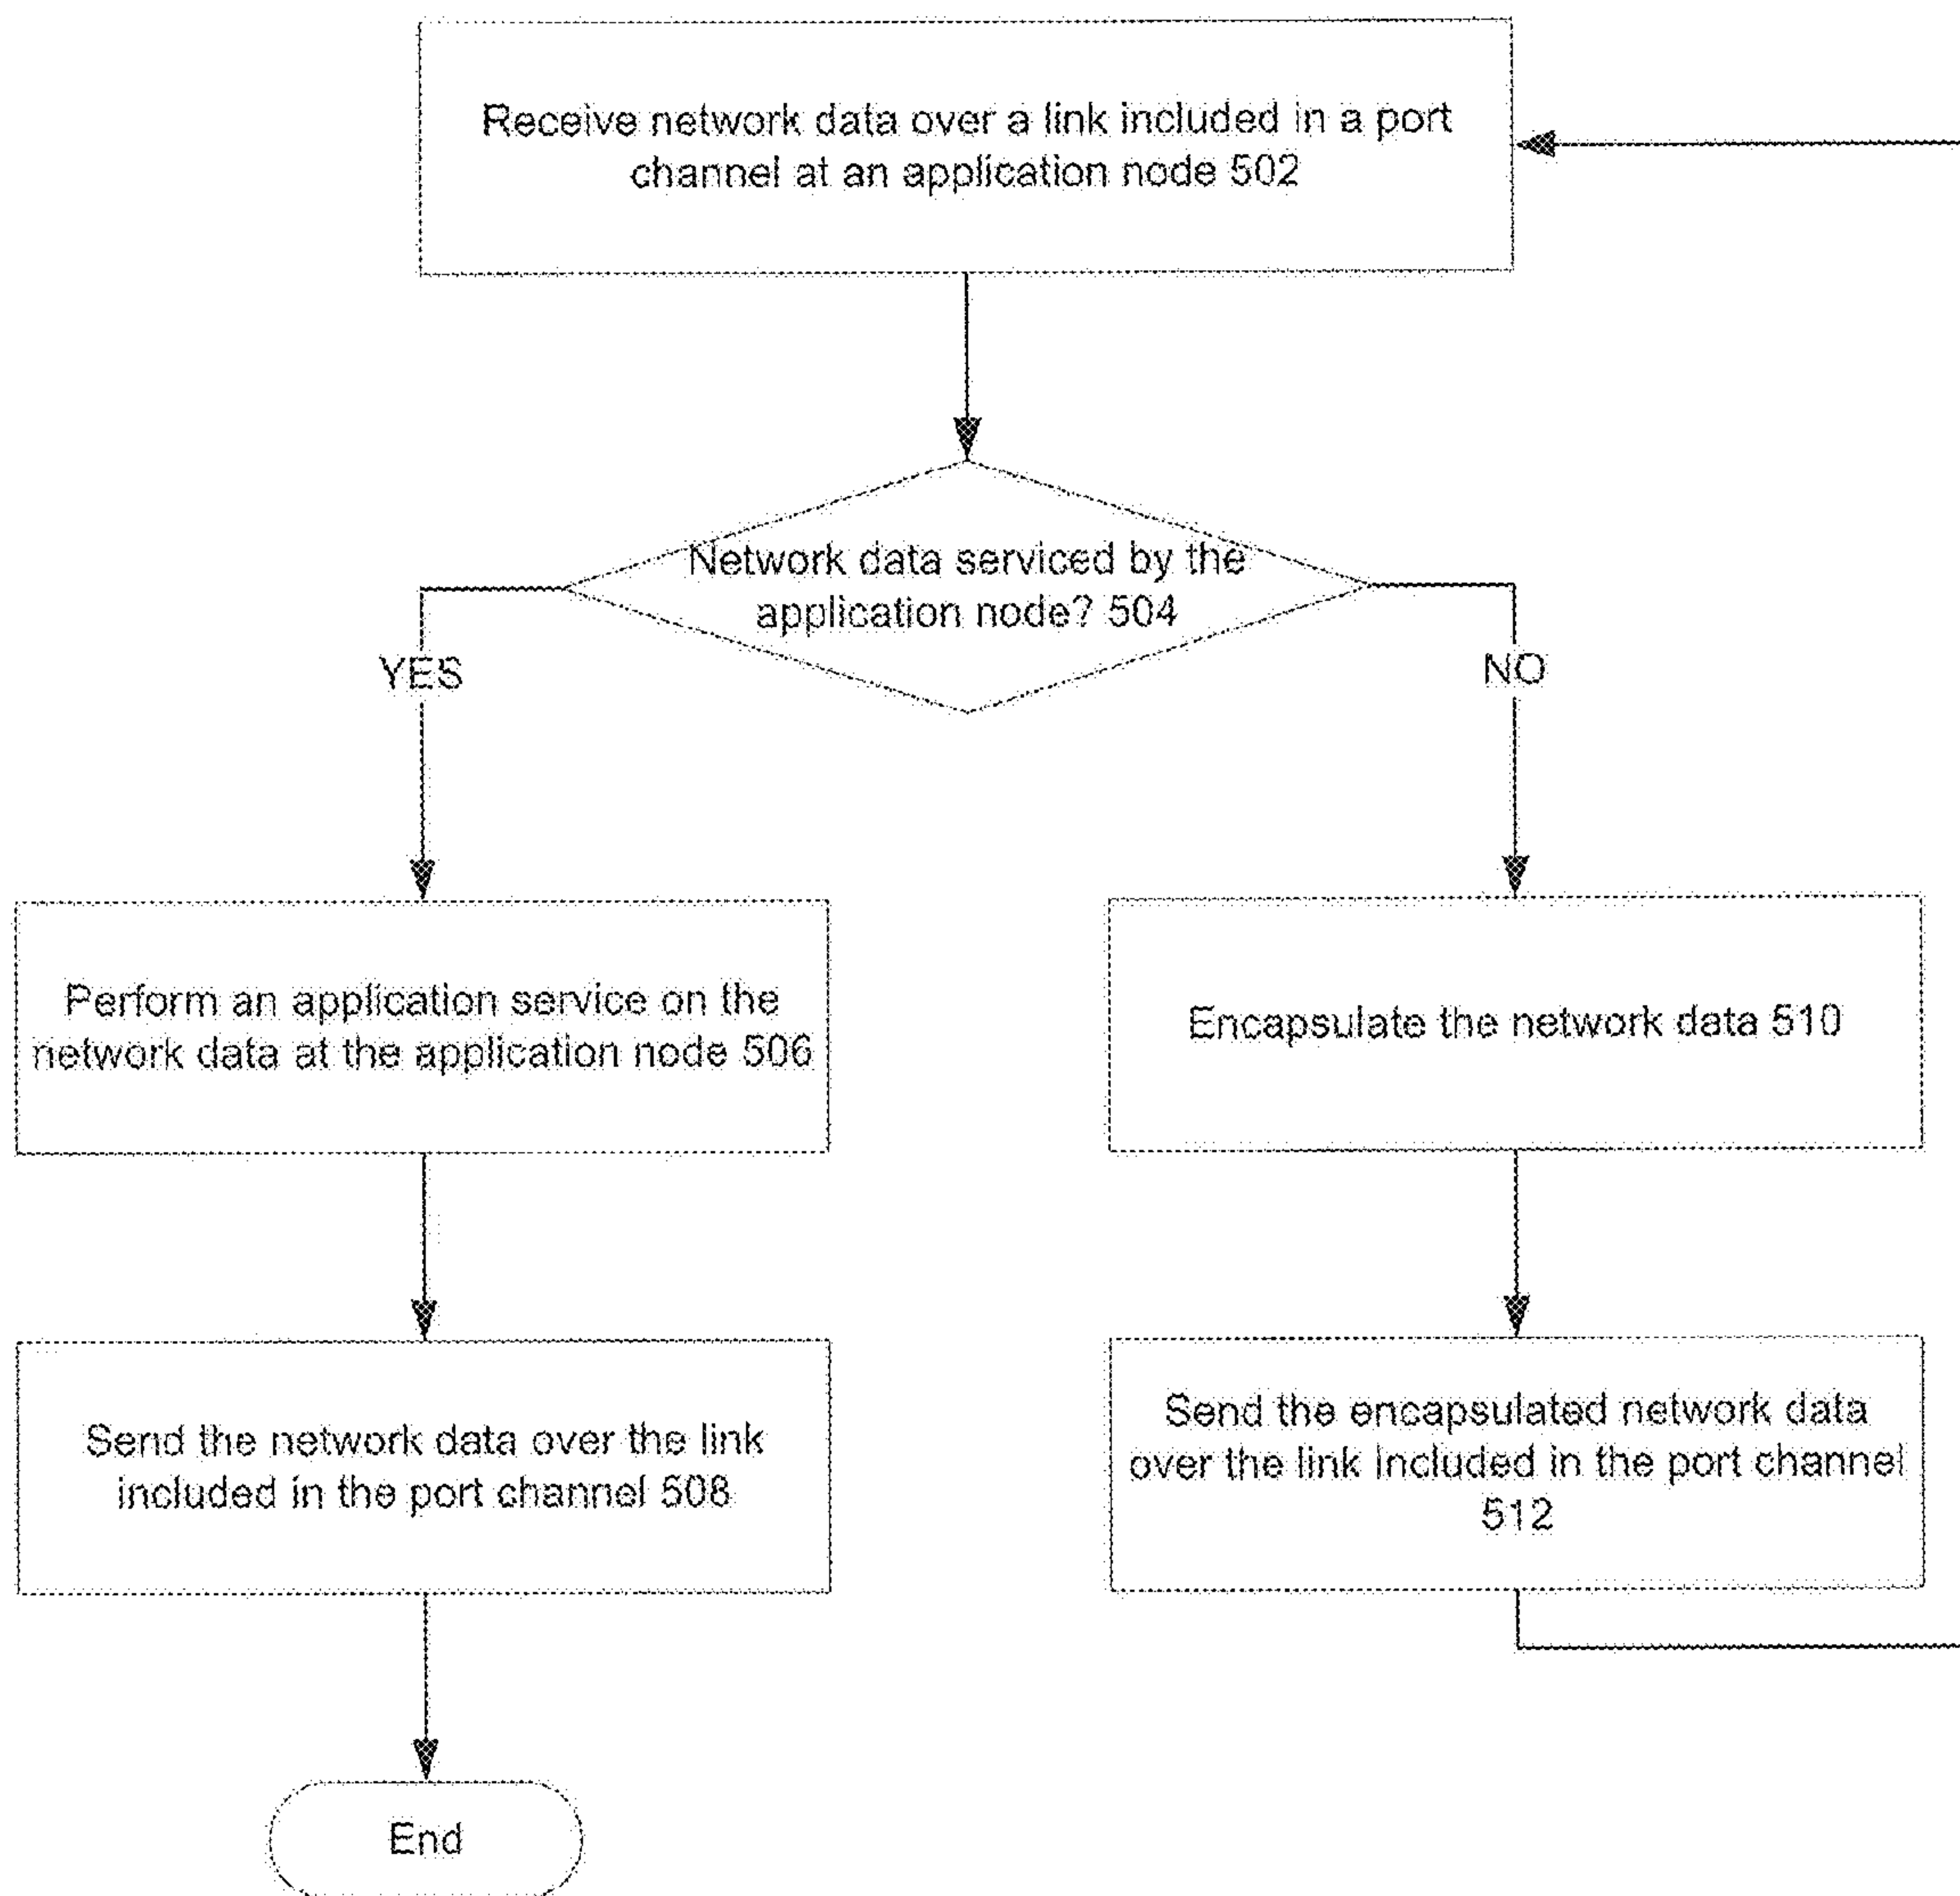 Receive network data over a link included in a port
channel at an application node 502
Network data serviced by the
application node? 504
YES
NO
Perform an application service on the
network data at the application node 506
Encapsulate the network data 510
Send the network data over the link
included in the port channel 508
Send the encapsulated network data
over the link included in the port channel
512
End